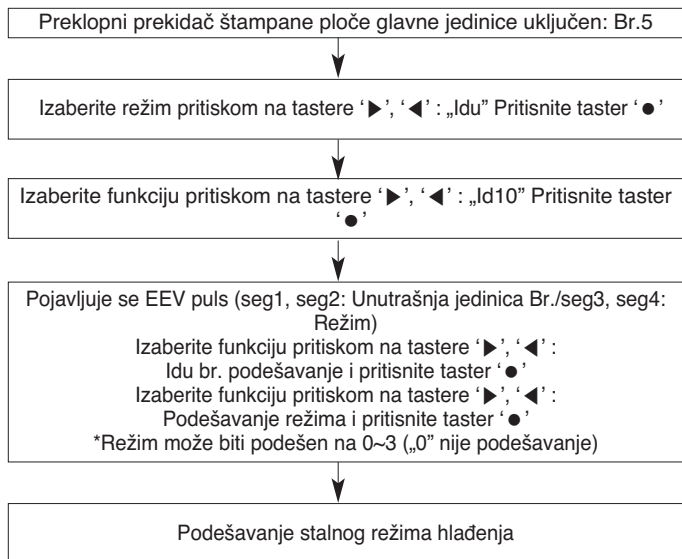 Preklopni prekidač štampane ploče glavne jedinice uključen: Br.5
Izaberite režim pritiskom na tastere ‘▶’, ‘◀’ : „Idu” Pritisnite taster ‘●’
Izaberite funkciju pritiskom na tastere ‘▶’, ‘◀’ : „Id10” Pritisnite taster
‘●’
Pojavljuje se EEV puls (seg1, seg2: Unutrašnja jedinica Br./seg3, seg4:
Režim)
Izaberite funkciju pritiskom na tastere ‘▶’, ‘◀’ :
Idu br. podešavanje i pritisnite taster ‘●’
Izaberite funkciju pritiskom na tastere ‘▶’, ‘◀’ :
Podešavanje režima i pritisnite taster ‘●’
*Režim može biti podešen na 0~3 („0” nije podešavanje)
Podešavanje stalnog režima hlađenja